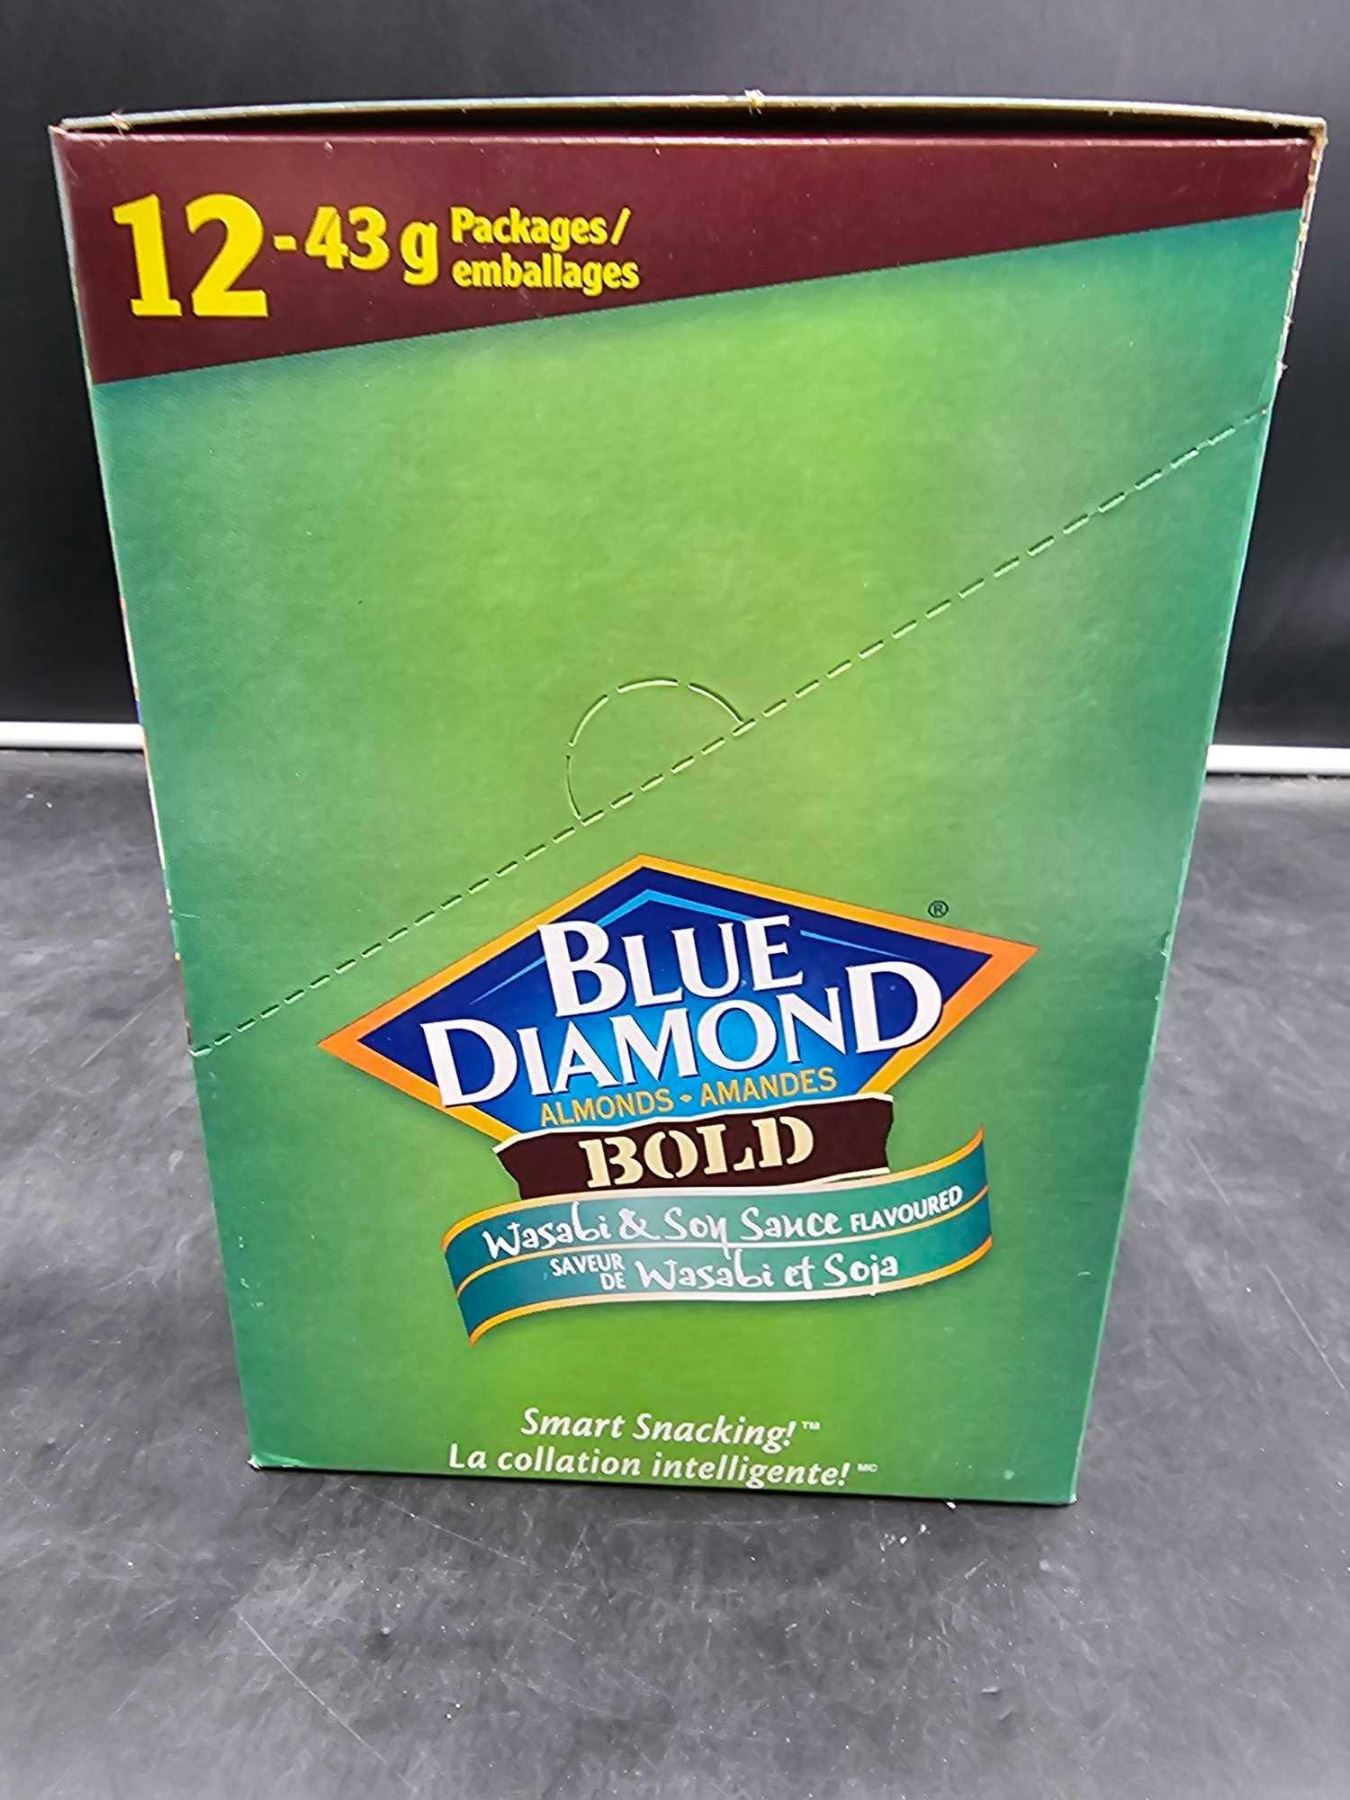 12-43 g Packages/
emballages
®
BLUE
DIAMOND
ALMONDS • AMANDES
BOLD
Wasabi & Soy Sauce FLAVOURED
SAVEUR DE Wasabi et Soja
Smart Snacking!™
La collation intelligente! MC